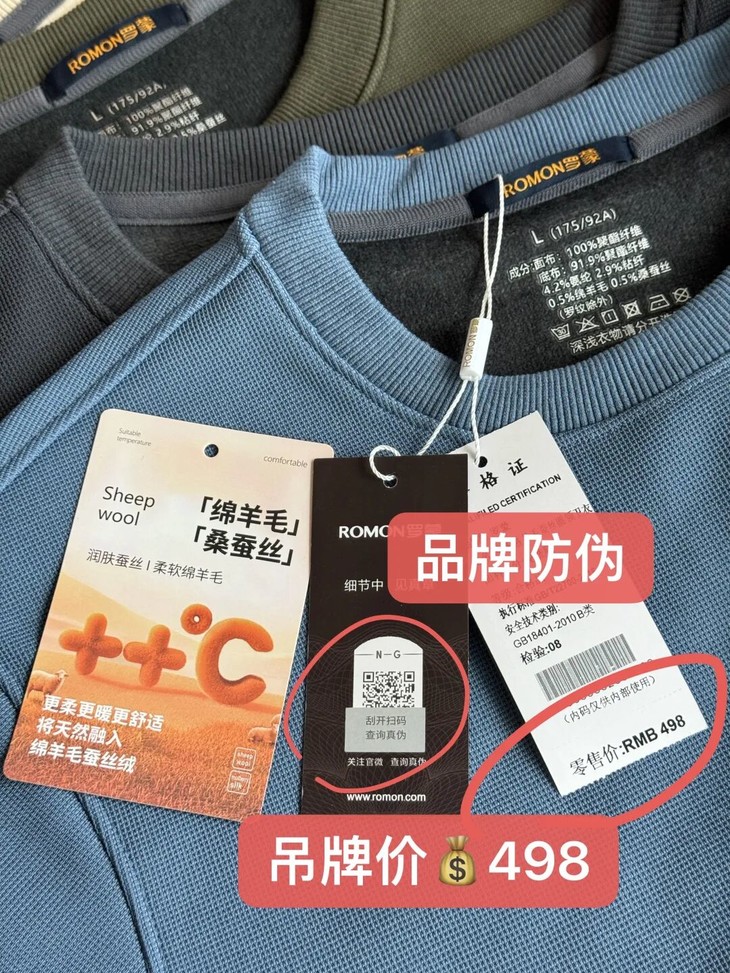 ROMON罗蒙
L (175/92A)
100%聚酯纤维
91.9%聚酯纤维
2.9%粘纤
ROMON罗蒙
L (175/92A)
成分:面布: 100%聚酯纤维
底布: 91.9%聚酯纤维
4.2%氨纶 2.9%粘纤
0.5%绵羊毛 0.5%桑蚕丝
(罗纹除外)
深浅衣物请分开洗
ROMON
Suitable
temperature
comfortable
Sheep
wool
「绵羊毛」
「桑蚕丝」
润肤蚕丝 | 柔软绵羊毛
++°C
更柔更暖更舒适
将天然融入
绵羊毛蚕丝绒
sheep
wool
ROMON罗蒙
细节中 见真章
N-G
刮开扫码
查询真伪
关注官微 查询真伪
www.romon.com
格 证
CERTIFICATION
品牌防伪
安全技术类别:
GB18401-2010 B类
检验:08
(内码仅供内部使用)
零售价:RMB 498
吊牌价💰498